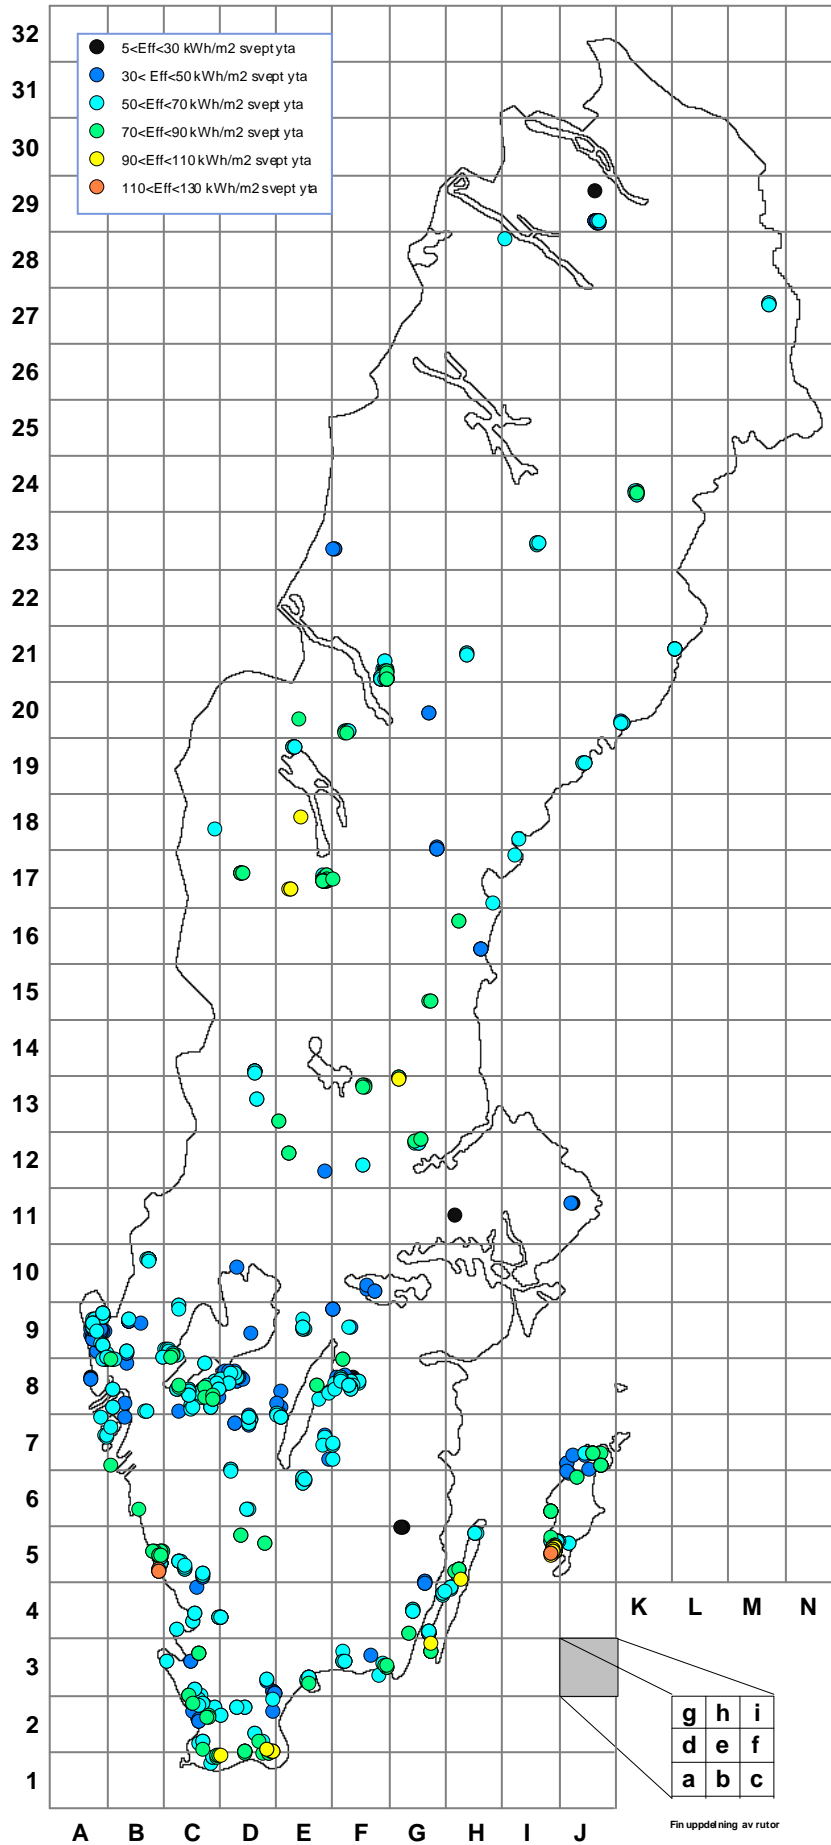 32
5<Eff<30 kWh/m2 svept yta
30< Eff<50 kWh/m2 svept yta
31
50<Eff<70 kWh/m2 svept yta
70<Eff<90 kWh/m2 svept yta
30
90<Eff<110 kWh/m2 svept yta
110<Eff<130 kWh/m2 svept yta
29
28
27
26
25
24
23
22
21
20
19
18
17
16
15
14
13
12
11
10
9
8
7
6
5
4
K L M N
3
2
g h i
d e f
a b c
1
Fin uppdelning av rutor
A B C D E F G H I J